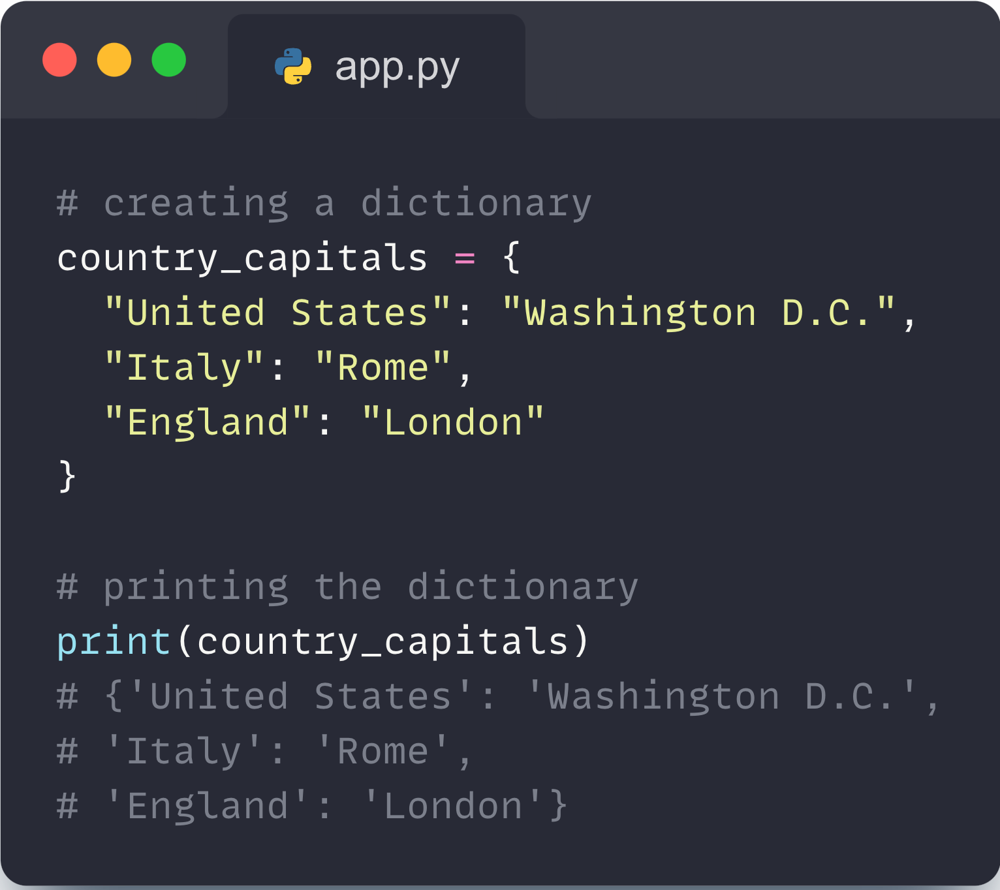 app.py
# creating a dictionary
country_capitals = {
  "United States": "Washington D.C.",
  "Italy": "Rome",
  "England": "London"
}
# printing the dictionary
print(country_capitals)
# {'United States': 'Washington D.C.',
# 'Italy': 'Rome',
# 'England': 'London'}